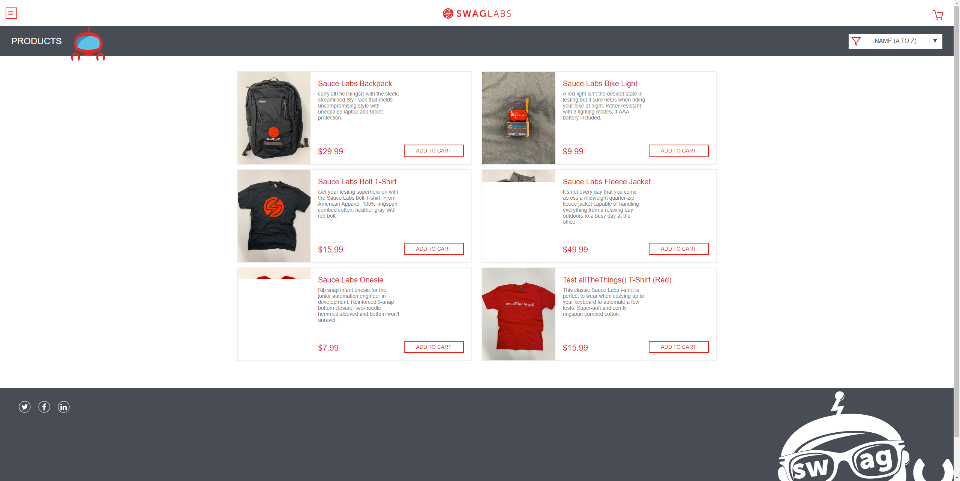 SWAGLABS
PRODUCTS
NAME (A TO Z)
Sauce Labs Backpack
carry.allTheThings() with the sleek,
streamlined Sly Pack that melds
uncompromising style with
unequaled laptop and tablet
protection.
$29.99
ADD TO CART
Sauce Labs Bike Light
A red light isn't the desired state in
testing but it sure helps when riding
your bike at night. Water-resistant
with 3 lighting modes, 1 AAA
battery included.
$9.99
ADD TO CART
Sauce Labs Bolt T-Shirt
Get your testing superhero on with
the Sauce Labs bolt T-shirt. From
American Apparel, 100% ringspun
combed cotton, heather gray with
red bolt.
$15.99
ADD TO CART
Sauce Labs Fleece Jacket
It's not every day that you come
across a midweight quarter-zip
fleece jacket capable of handling
everything from a relaxing day
outdoors to a busy day at the
office.
$49.99
ADD TO CART
Sauce Labs Onesie
Rib snap infant onesie for the
junior automation engineer in
development. Reinforced 3-snap
bottom closure, two-needle
hemmed sleeved and bottom won't
unravel.
$7.99
ADD TO CART
Test.allTheThings() T-Shirt (Red)
This classic Sauce Labs t-shirt is
perfect to wear when cozying up to
your keyboard to automate a few
tests. Super-soft and comfy
ringspun combed cotton.
$15.99
ADD TO CART
swag